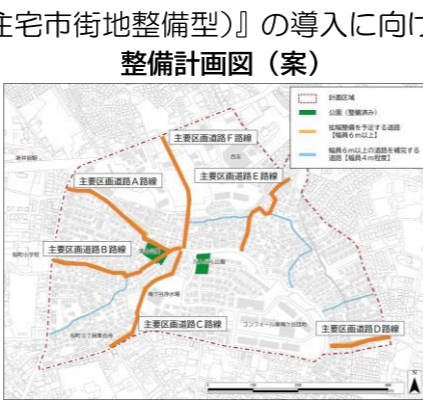 住宅市街地整備型)』の導入に向け
整備計画図(案)
計画区域
公園(整備済み)
拡幅整備を予定する道路
【幅員6m以上】
幅員6m以上の道路を補完する
道路【幅員4m程度】
主要区画道路F路線
主要区画道路A路線
主要区画道路E路線
主要区画道路B路線
主要区画道路C路線
主要区画道路D路線